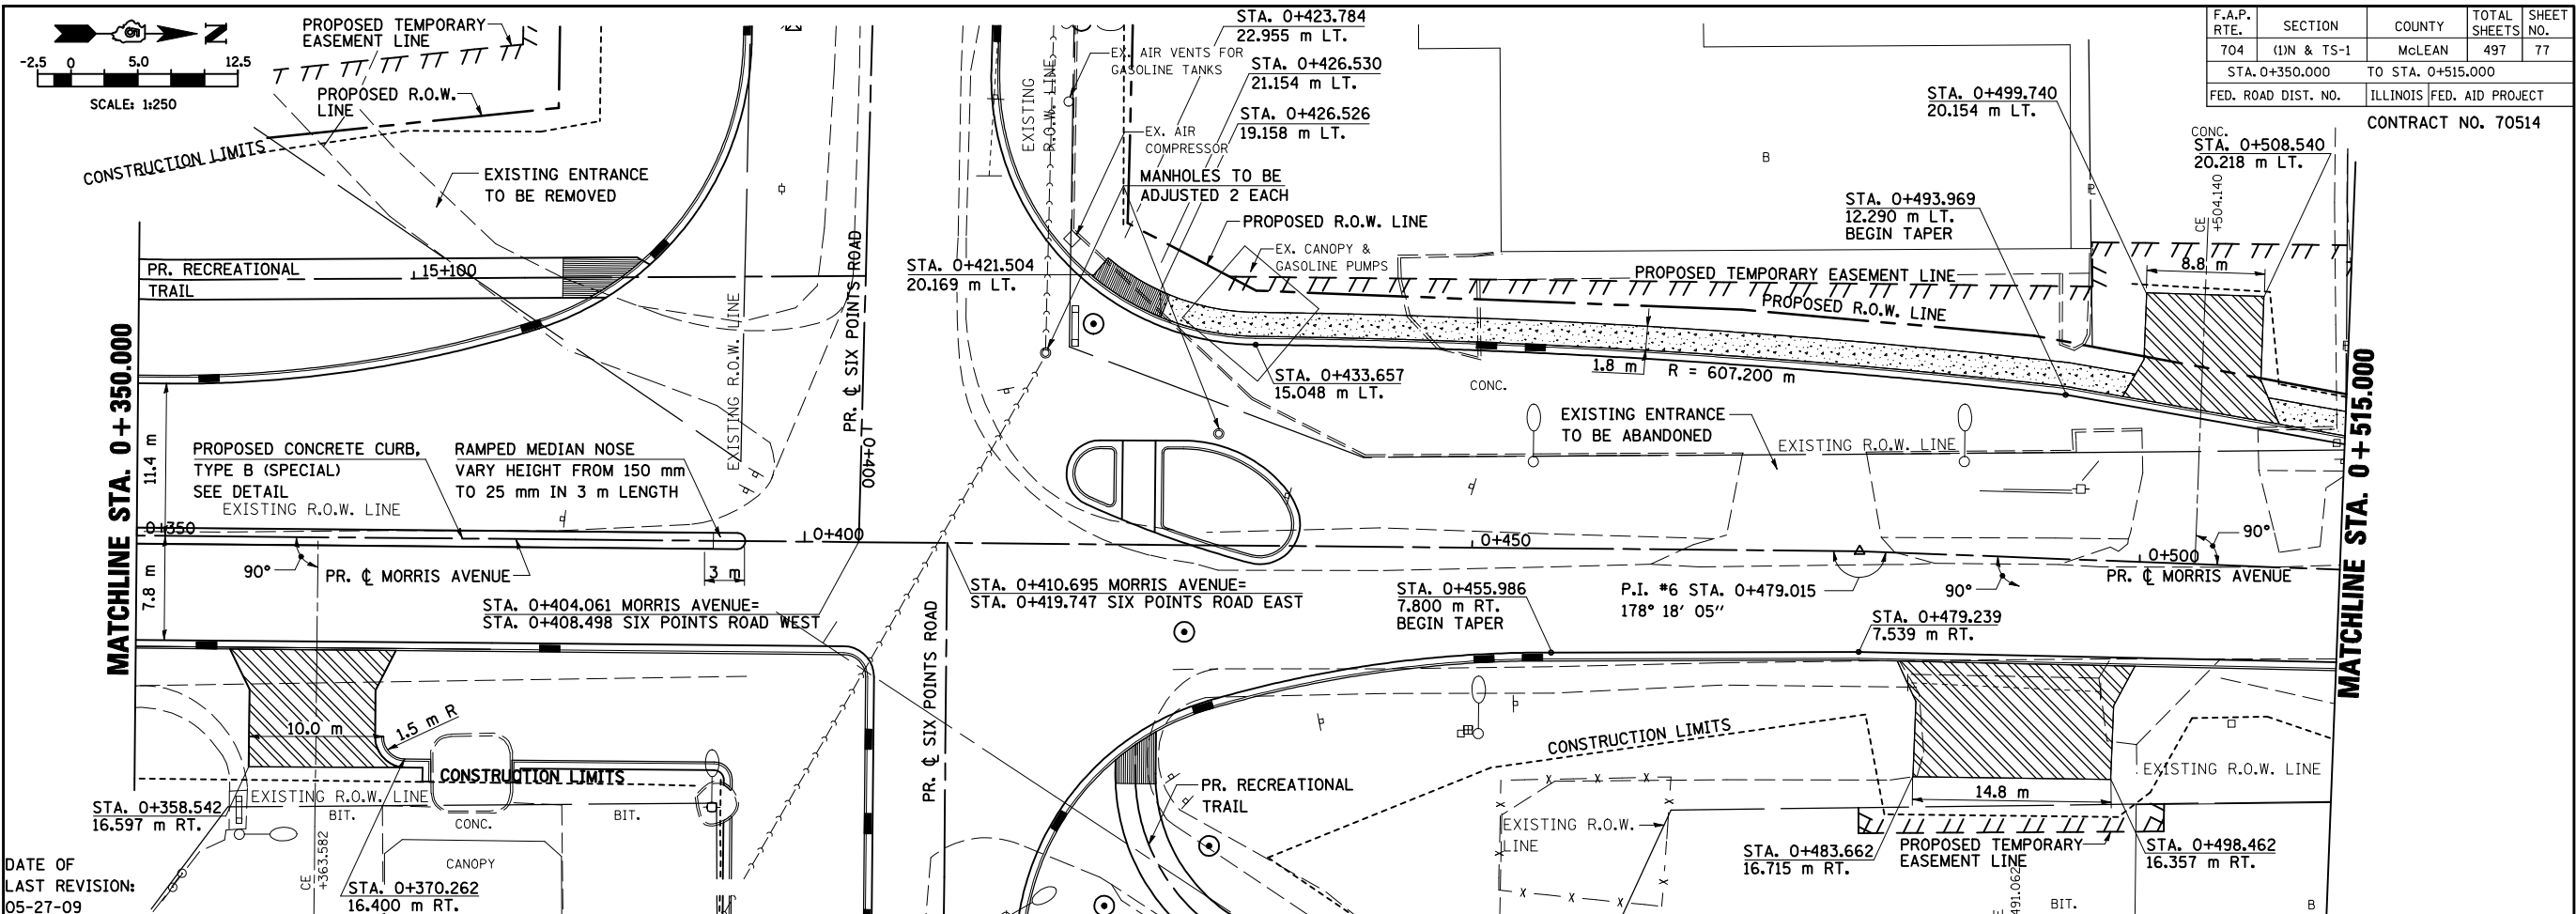 F.A.P. RTE.
SECTION
COUNTY
TOTAL SHEETS
SHEET NO.
704
(1)N & TS-1
McLEAN
497
77
STA. 0+350.000 TO STA. 0+515.000
FED. ROAD DIST. NO.
ILLINOIS
FED. AID PROJECT
CONTRACT NO. 70514
N
-2.5 0 5.0 12.5
SCALE: 1:250
PROPOSED TEMPORARY
EASEMENT LINE
PROPOSED R.O.W.
LINE
CONSTRUCTION LIMITS
EXISTING ENTRANCE
TO BE REMOVED
PR. RECREATIONAL
TRAIL
15+100
EXISTING R.O.W. LINE
PR. ℄ SIX POINTS ROAD
0+400
EXISTING
R.O.W. LINE
EX. AIR VENTS FOR
GASOLINE TANKS
EX. AIR
COMPRESSOR
STA. 0+423.784
22.955 m LT.
STA. 0+426.530
21.154 m LT.
STA. 0+426.526
19.158 m LT.
MANHOLES TO BE
ADJUSTED 2 EACH
PROPOSED R.O.W. LINE
EX. CANOPY &
GASOLINE PUMPS
STA. 0+421.504
20.169 m LT.
STA. 0+433.657
15.048 m LT.
B
STA. 0+499.740
20.154 m LT.
CONC.
STA. 0+508.540
20.218 m LT.
STA. 0+493.969
12.290 m LT.
BEGIN TAPER
CE
+504.140
8.8 m
PROPOSED TEMPORARY EASEMENT LINE
PROPOSED R.O.W. LINE
1.8 m
R = 607.200 m
CONC.
EXISTING ENTRANCE
TO BE ABANDONED
EXISTING R.O.W. LINE
MATCHLINE STA. 0+350.000
11.4 m
7.8 m
PROPOSED CONCRETE CURB,
TYPE B (SPECIAL)
SEE DETAIL
EXISTING R.O.W. LINE
RAMPED MEDIAN NOSE
VARY HEIGHT FROM 150 mm
TO 25 mm IN 3 m LENGTH
0+350
90°
PR. ℄ MORRIS AVENUE
3 m
0+400
0+450
0+500
90°
90°
PR. ℄ MORRIS AVENUE
MATCHLINE STA. 0+515.000
STA. 0+404.061 MORRIS AVENUE=
STA. 0+408.498 SIX POINTS ROAD WEST
STA. 0+410.695 MORRIS AVENUE=
STA. 0+419.747 SIX POINTS ROAD EAST
STA. 0+455.986
7.800 m RT.
BEGIN TAPER
P.I. #6 STA. 0+479.015
178° 18' 05"
STA. 0+479.239
7.539 m RT.
PR. ℄ SIX POINTS ROAD
10.0 m
1.5 m R
CONSTRUCTION LIMITS
EXISTING R.O.W. LINE
BIT.
CONC.
BIT.
CANOPY
STA. 0+358.542
16.597 m RT.
CE
+363.582
STA. 0+370.262
16.400 m RT.
DATE OF
LAST REVISION:
05-27-09
PR. RECREATIONAL
TRAIL
CONSTRUCTION LIMITS
EXISTING R.O.W.
LINE
14.8 m
EXISTING R.O.W. LINE
STA. 0+483.662
16.715 m RT.
PROPOSED TEMPORARY
EASEMENT LINE
STA. 0+498.462
16.357 m RT.
491.062
BIT.
B